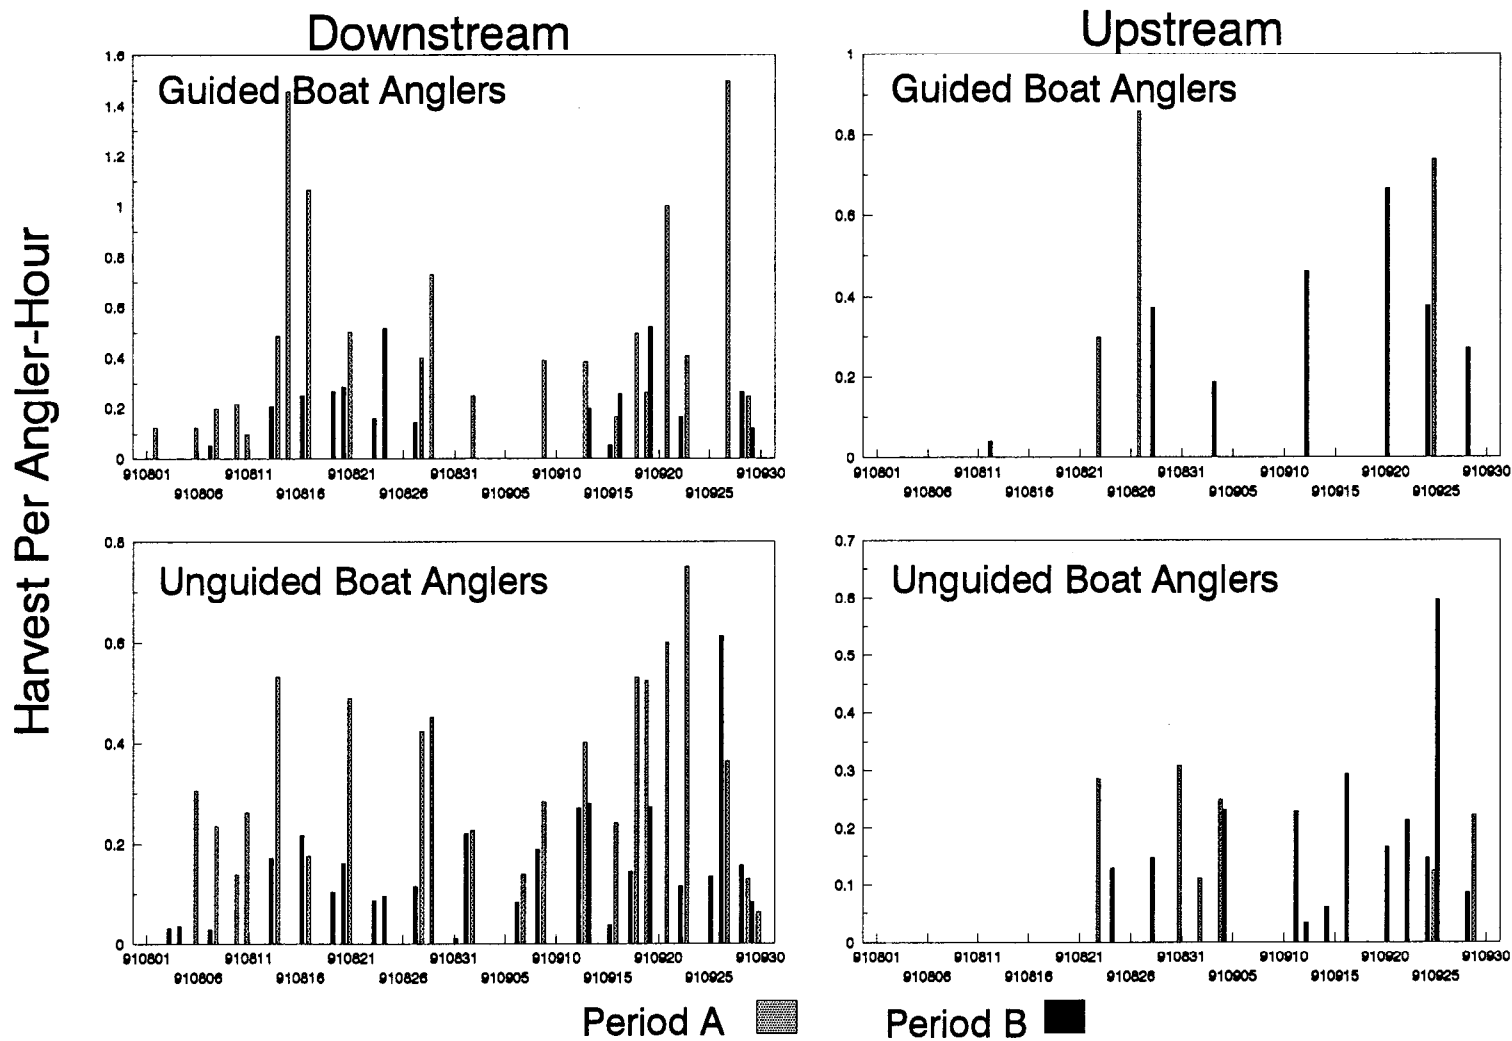 Downstream
Upstream
Harvest Per Angler-Hour
Guided Boat Anglers
1.6
1.4
1.2
1
0.8
0.6
0.4
0.2
0
910801 910811 910821 910831 910910 910920 910930
910806 910816 910826 910905 910915 910925
Guided Boat Anglers
1
0.8
0.6
0.4
0.2
0
910801 910811 910821 910831 910910 910920 910930
910806 910816 910826 910905 910915 910925
Unguided Boat Anglers
0.8
0.6
0.4
0.2
0
910801 910811 910821 910831 910910 910920 910930
910806 910816 910826 910905 910915 910925
Unguided Boat Anglers
0.7
0.6
0.5
0.4
0.3
0.2
0.1
0
910801 910811 910821 910831 910910 910920 910930
910806 910816 910826 910905 910915 910925
Period A
Period B